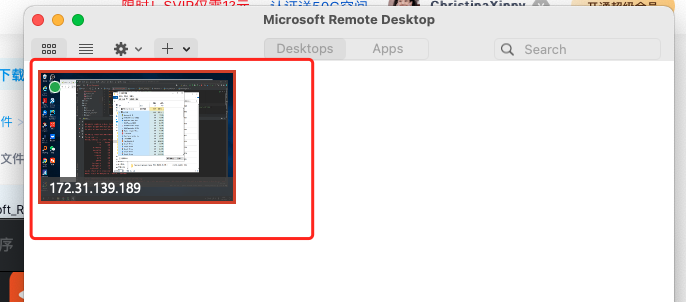 限时！SVIP仅需12元 认证送50G空间 ChristinaXinny 开通超级会员
Microsoft Remote Desktop
Desktops Apps Search
下载
件 >
文件
172.31.139.189
oft_R
序